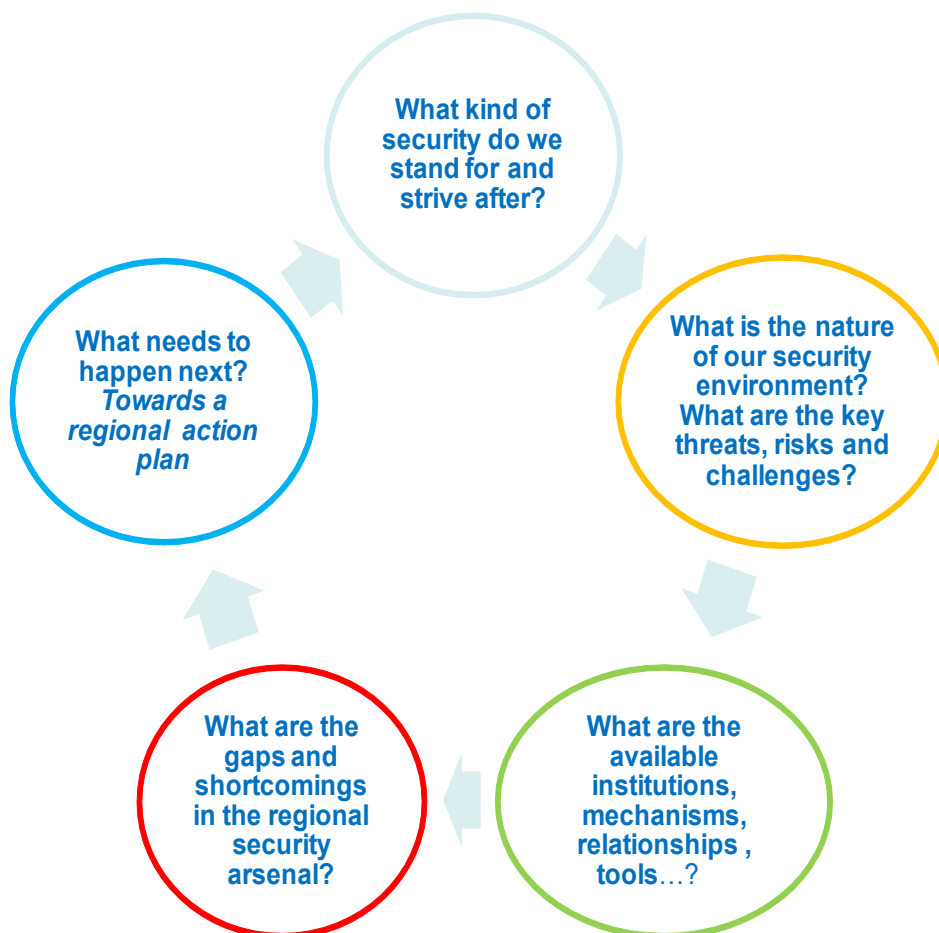 What kind of
security do we
stand for and
strive after?
What is the nature
of our security
environment?
What are the key
threats, risks and
challenges?
What are the
available
institutions,
mechanisms,
relationships ,
tools…?
What are the
gaps and
shortcomings
in the regional
security
arsenal?
What needs to
happen next?
Towards a
regional action
plan